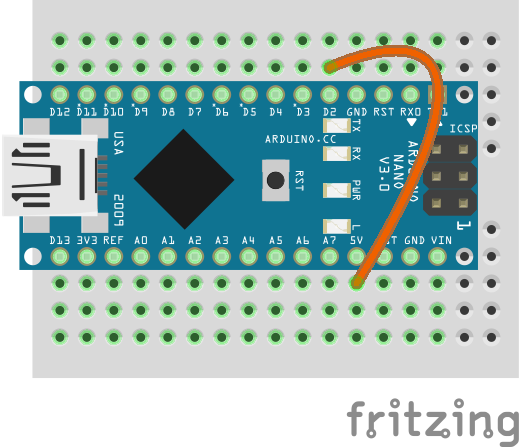 D12 D11 D10 D9 D8 D7 D6 D5 D4 D3 D2 GND RST RX0
ICSP
TX
USA
ARDUINO.CC
RX
ARDUINO
NANO
V3.0
RST
PWR
2009
1
L
D13 3V3 REF A0 A1 A2 A3 A4 A5 A6 A7 5V GND VIN
fritzing